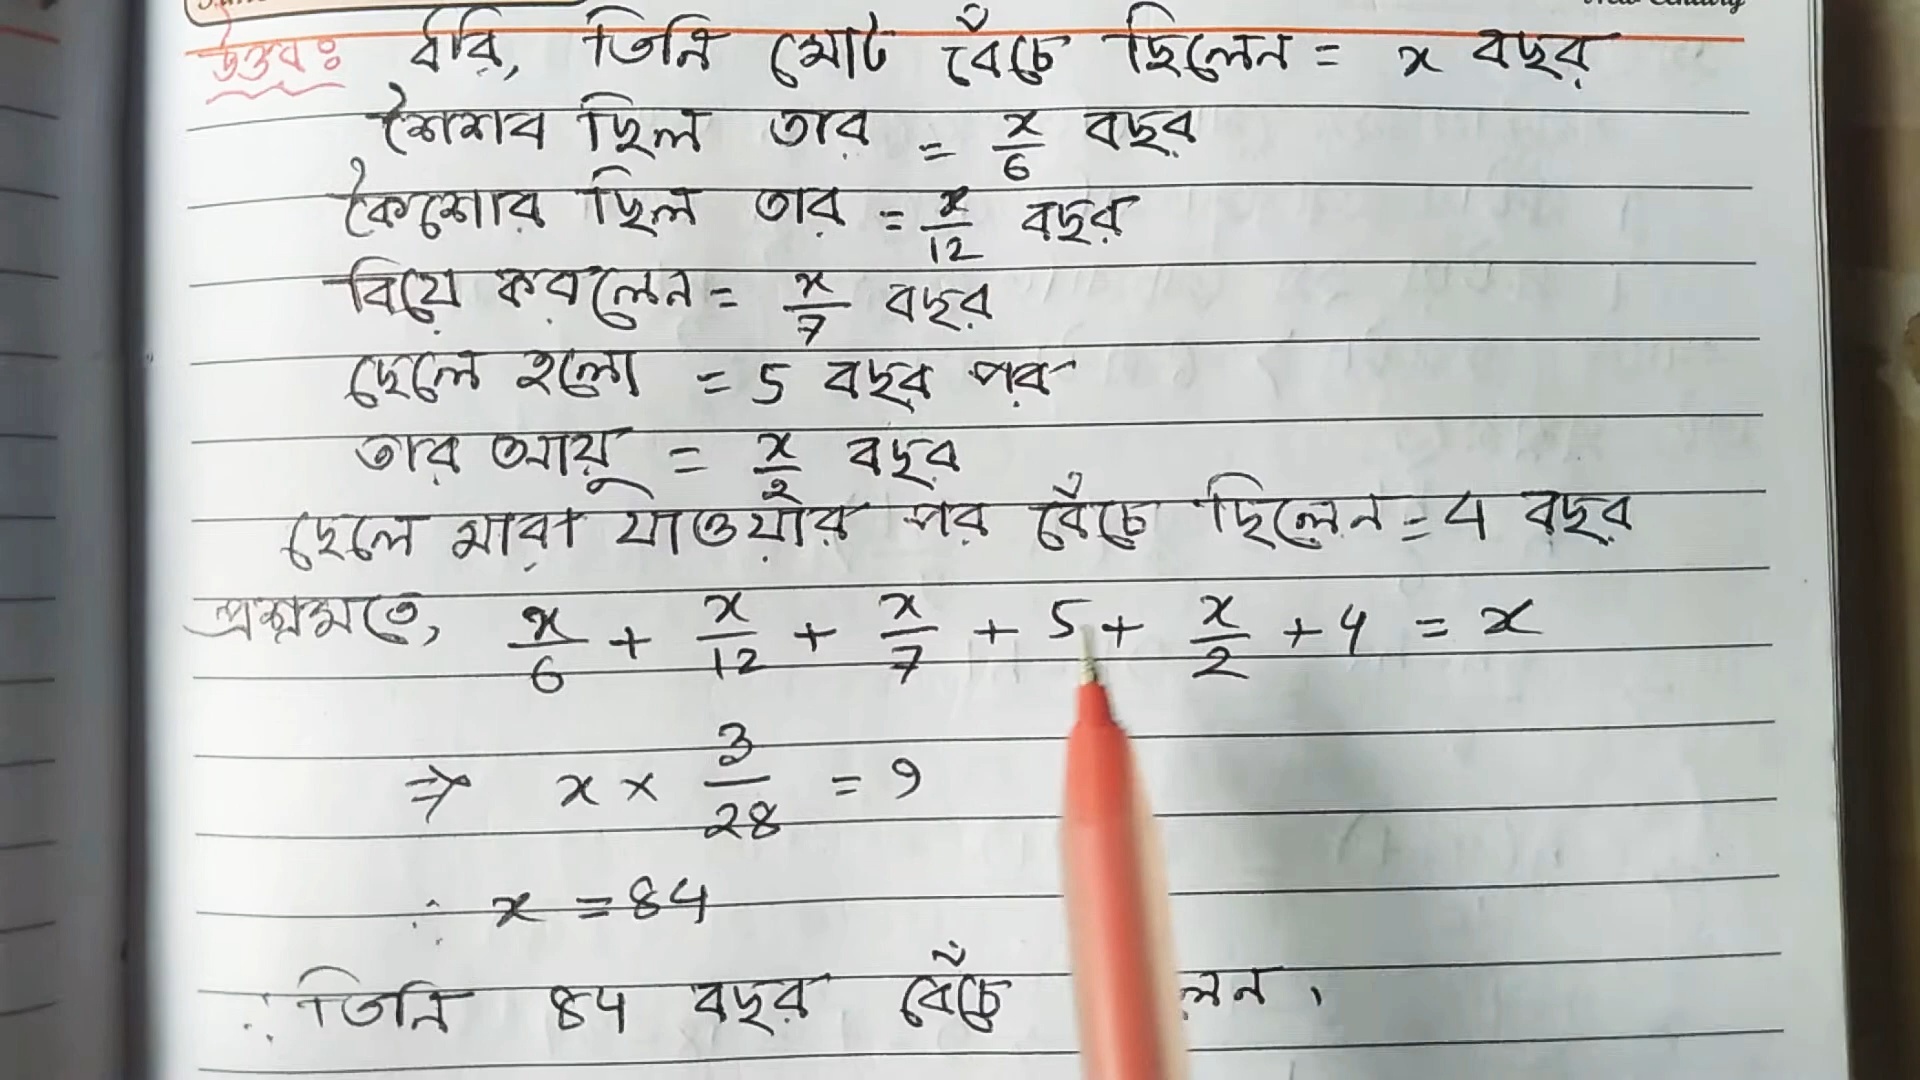 উত্তরঃ ধরি, তিনি মোট বেঁচে ছিলেন = x বছর
শৈশব ছিল তার = x/6 বছর
কৈশোর ছিল তার = x/12 বছর
বিয়ে করলেন = x/7 বছর
ছেলে হলো = 5 বছর পর
তার আয়ু = x/2 বছর
ছেলে মারা যাওয়ার পর বেঁচে ছিলেন = 4 বছর
প্রশ্নমতে, x/6 + x/12 + x/7 + 5 + x/2 + 4 = x
⇒ x × 3/28 = 9
∴ x = 84
∴ তিনি 84 বছর বেঁচে লেন ।